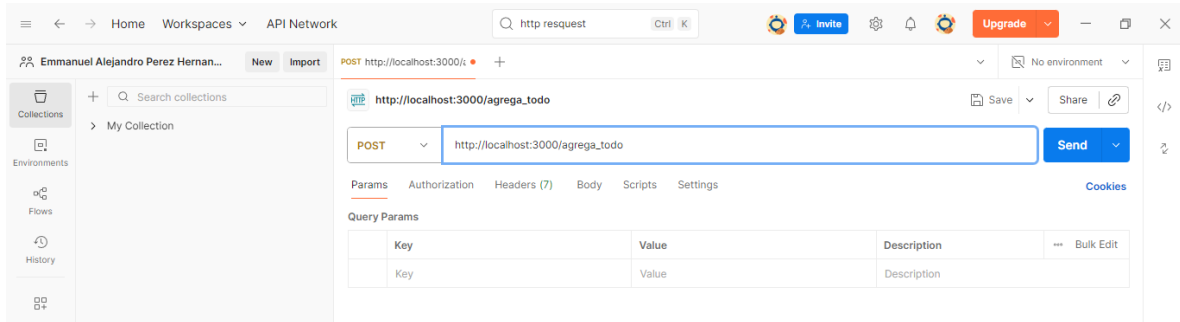 Home Workspaces API Network http resquest Ctrl K Invite Upgrade
Emmanuel Alejandro Perez Hernan... New Import POST http://localhost:3000/a No environment
Collections
Search collections
My Collection
Environments
Flows
History
HTTP http://localhost:3000/agrega_todo Save Share
POST http://localhost:3000/agrega_todo Send
Params Authorization Headers (7) Body Scripts Settings Cookies
Query Params
Key Value Description ... Bulk Edit
Key Value Description